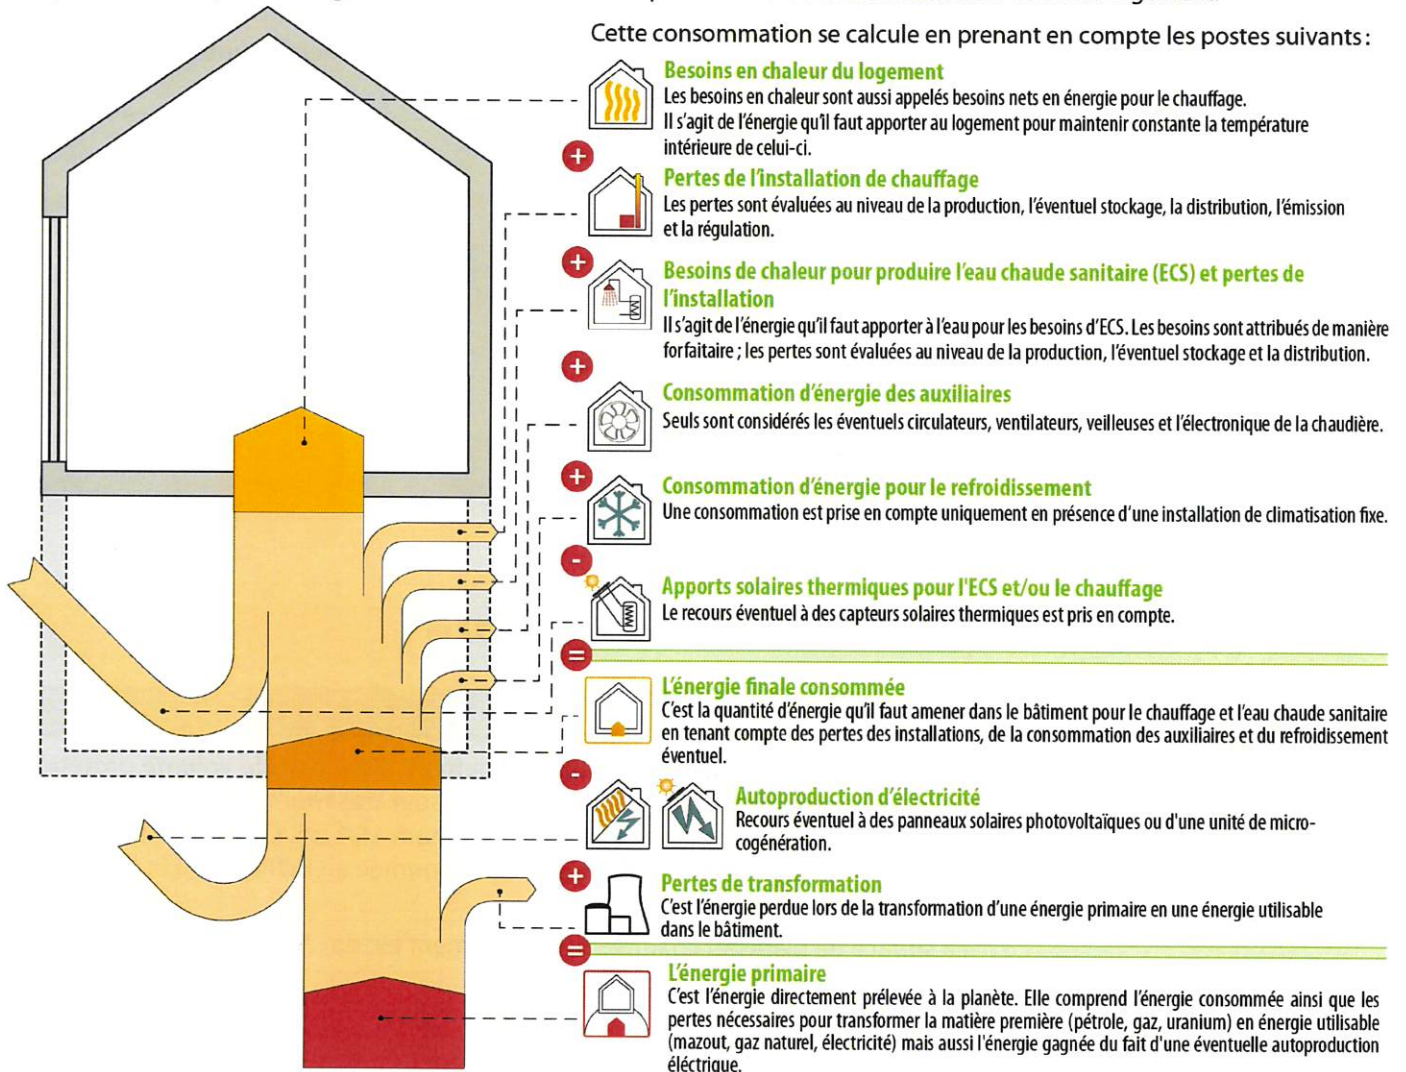 Cette consommation se calcule en prenant en compte les postes suivants :
Besoins en chaleur du logement
Les besoins en chaleur sont aussi appelés besoins nets en énergie pour le chauffage.
Il s'agit de l'énergie qu'il faut apporter au logement pour maintenir constante la température
intérieure de celui-ci.
+
Pertes de l'installation de chauffage
Les pertes sont évaluées au niveau de la production, l'éventuel stockage, la distribution, l'émission
et la régulation.
+
Besoins de chaleur pour produire l'eau chaude sanitaire (ECS) et pertes de
l'installation
Il s'agit de l'énergie qu'il faut apporter à l'eau pour les besoins d'ECS. Les besoins sont attribués de manière
forfaitaire ; les pertes sont évaluées au niveau de la production, l'éventuel stockage et la distribution.
+
Consommation d'énergie des auxiliaires
Seuls sont considérés les éventuels circulateurs, ventilateurs, veilleuses et l'électronique de la chaudière.
+
Consommation d'énergie pour le refroidissement
Une consommation est prise en compte uniquement en présence d'une installation de climatisation fixe.
-
Apports solaires thermiques pour l'ECS et/ou le chauffage
Le recours éventuel à des capteurs solaires thermiques est pris en compte.
=
L'énergie finale consommée
C'est la quantité d'énergie qu'il faut amener dans le bâtiment pour le chauffage et l'eau chaude sanitaire
en tenant compte des pertes des installations, de la consommation des auxiliaires et du refroidissement
éventuel.
-
Autoproduction d'électricité
Recours éventuel à des panneaux solaires photovoltaïques ou d'une unité de micro-
cogénération.
+
Pertes de transformation
C'est l'énergie perdue lors de la transformation d'une énergie primaire en une énergie utilisable
dans le bâtiment.
=
L'énergie primaire
C'est l'énergie directement prélevée à la planète. Elle comprend l'énergie consommée ainsi que les
pertes nécessaires pour transformer la matière première (pétrole, gaz, uranium) en énergie utilisable
(mazout, gaz naturel, électricité) mais aussi l'énergie gagnée du fait d'une éventuelle autoproduction
éléctrique.